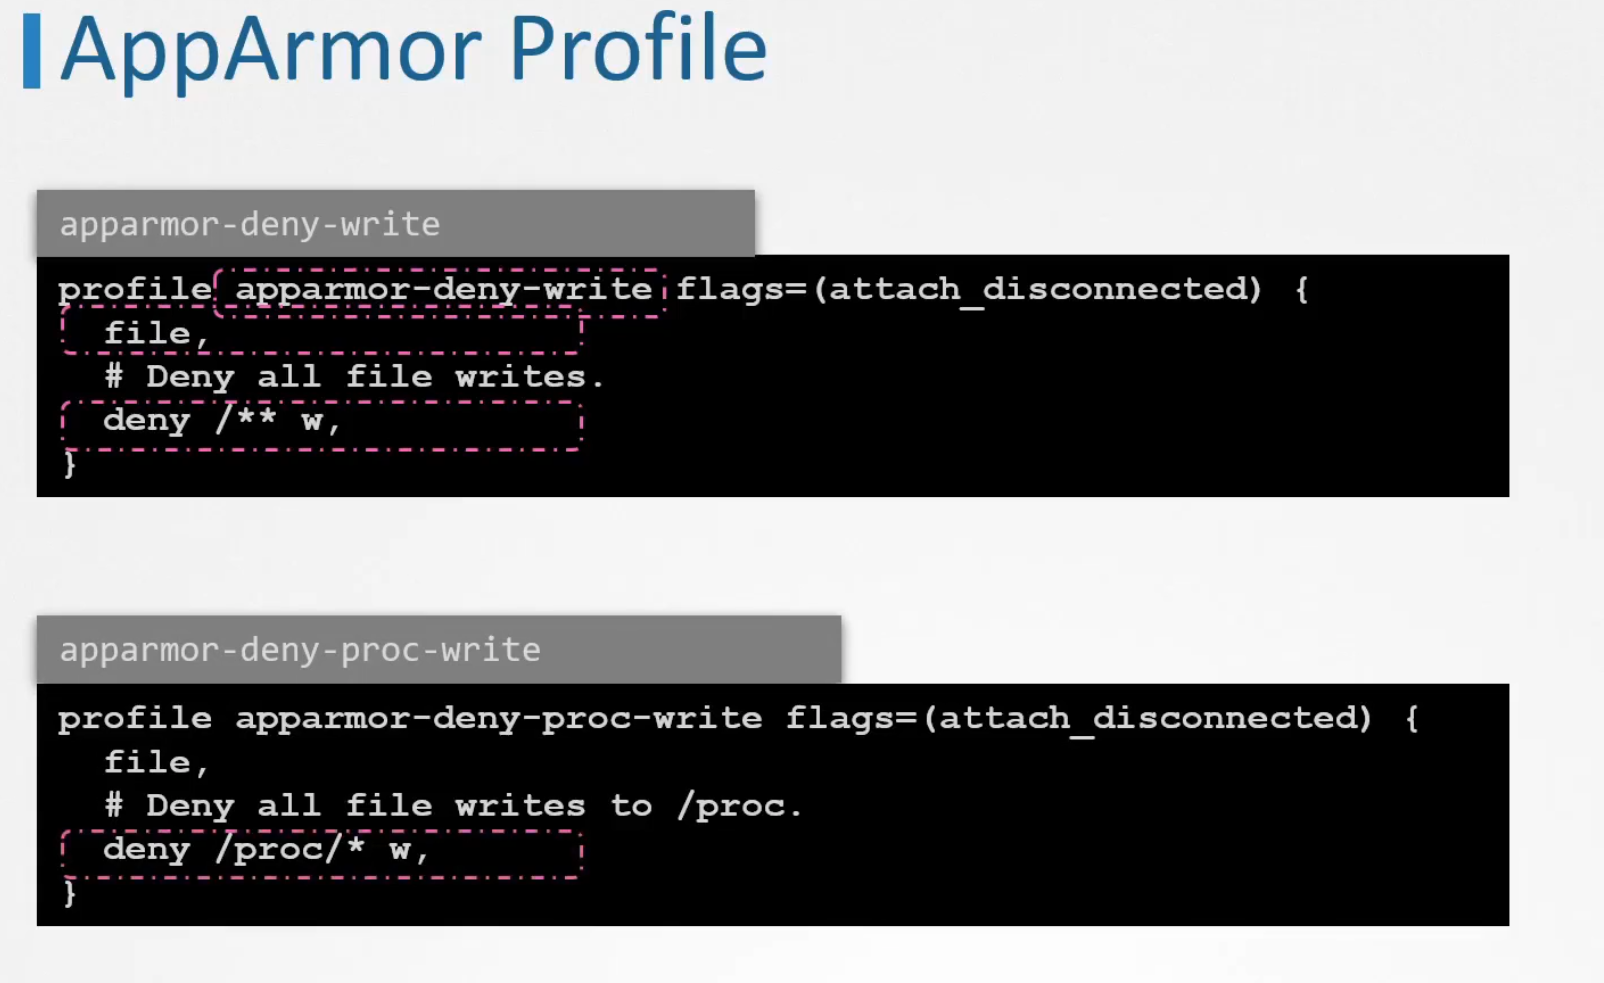 AppArmor Profile
apparmor-deny-write
profile apparmor-deny-write flags=(attach_disconnected) {
file,
# Deny all file writes.
deny /** w,
}
apparmor-deny-proc-write
profile apparmor-deny-proc-write flags=(attach_disconnected) {
file,
# Deny all file writes to /proc.
deny /proc/* w,
}